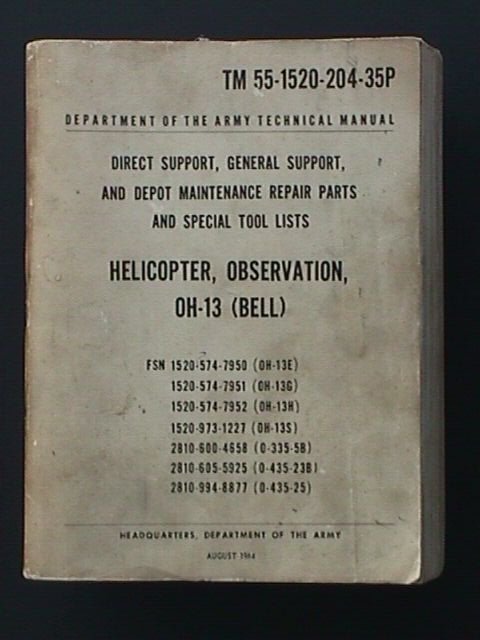 TM 55-1520-204-35P
DEPARTMENT OF THE ARMY TECHNICAL MANUAL
DIRECT SUPPORT, GENERAL SUPPORT,
AND DEPOT MAINTENANCE REPAIR PARTS
AND SPECIAL TOOL LISTS
HELICOPTER, OBSERVATION,
OH-13 (BELL)
FSN 1520-574-7950 (OH-13E)
1520-574-7951 (OH-13G)
1520-574-7952 (OH-13H)
1520-973-1227 (OH-13S)
2810-600-4658 (O-335-5B)
2810-605-5925 (O-435-23B)
2810-994-8877 (O-435-25)
HEADQUARTERS, DEPARTMENT OF THE ARMY
AUGUST 1964